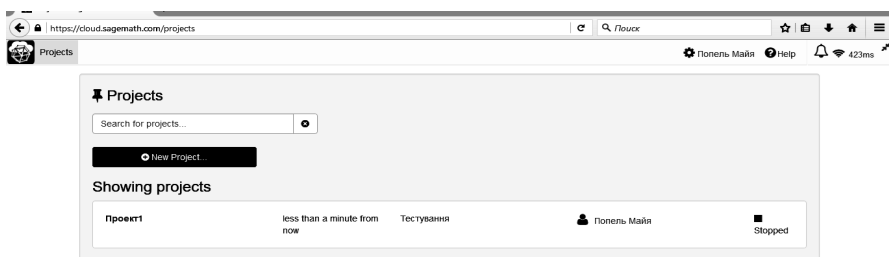 https://cloud.sagemath.com/projects
Поиск
Projects
Попель Майя
Help
423ms
Projects
Search for projects...
New Project...
Showing projects
Проект1
less than a minute from
now
Тестування
Попель Майя
Stopped